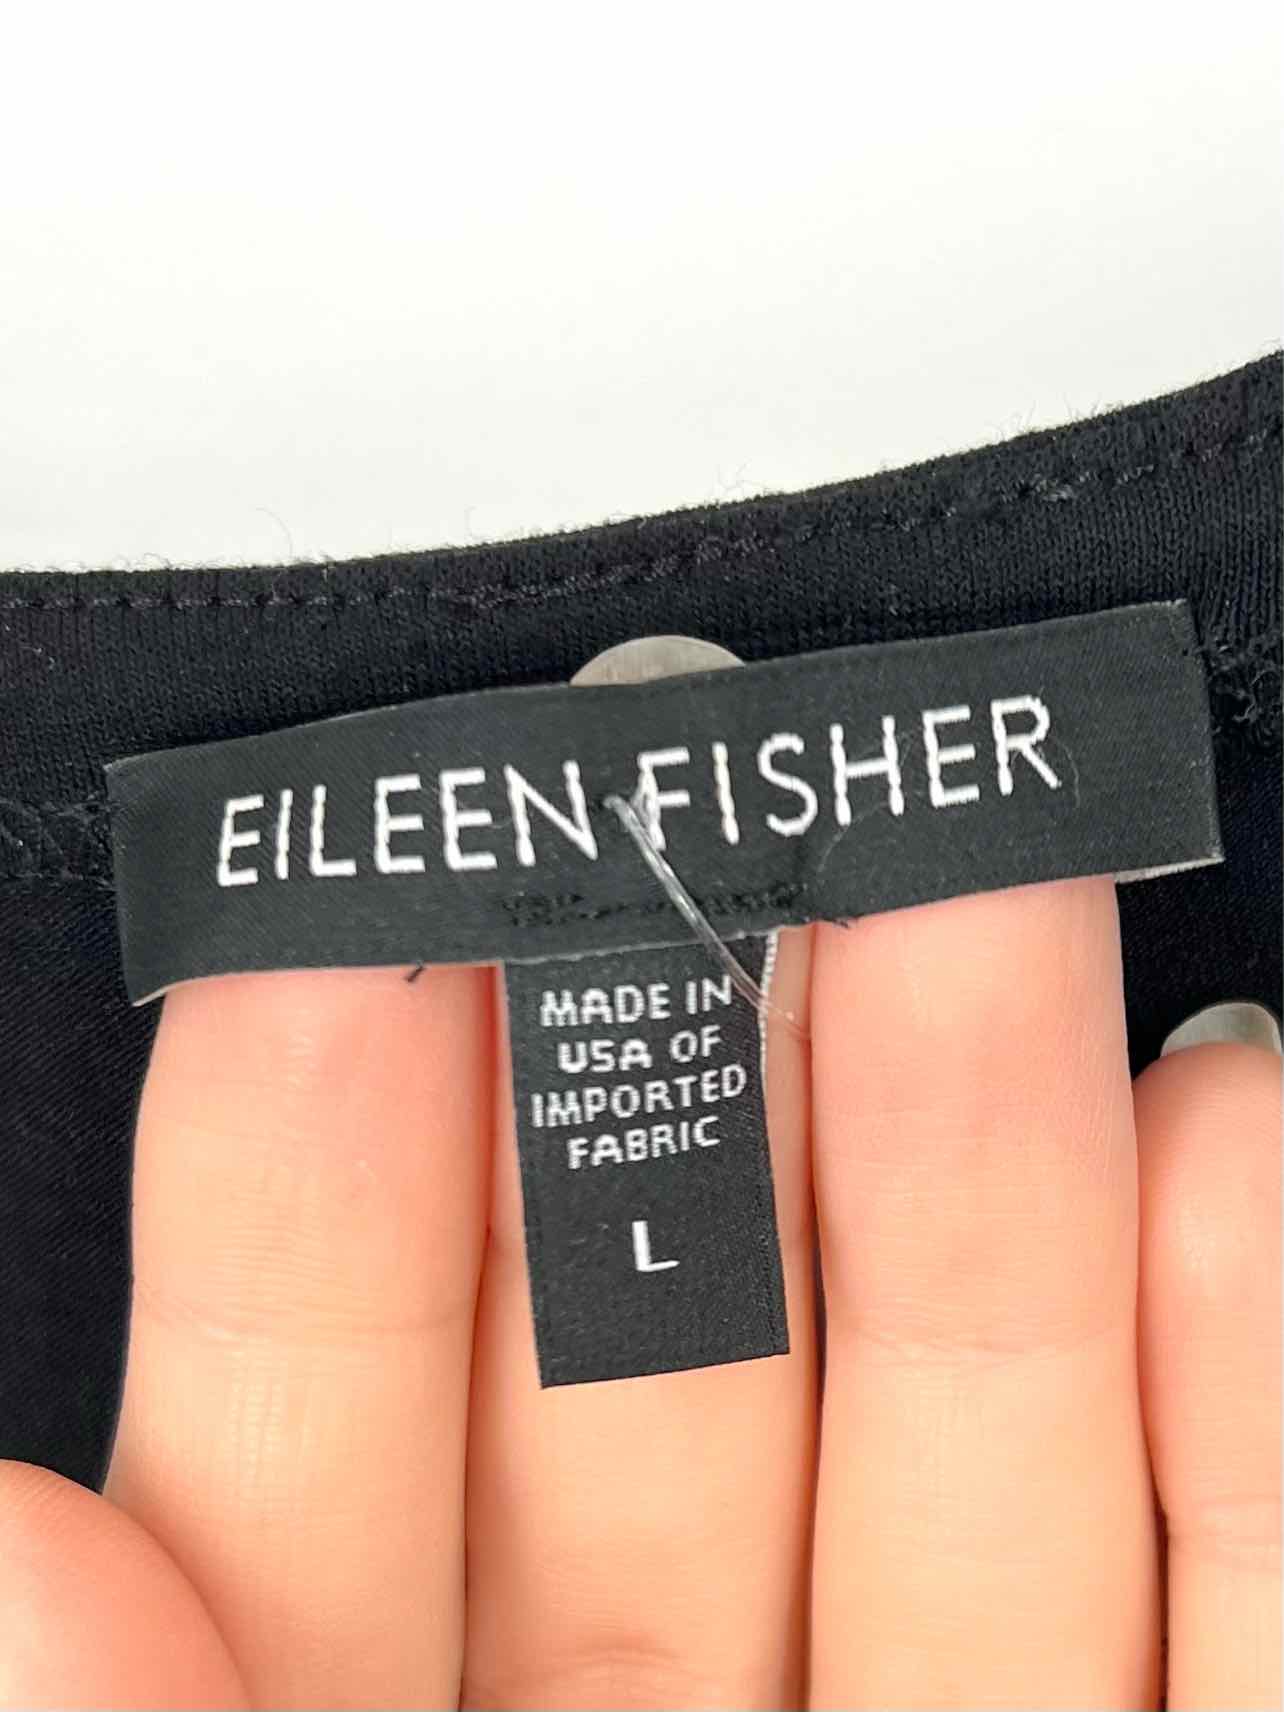 EILEEN FISHER
MADE IN
USA OF
IMPORTED
FABRIC
L